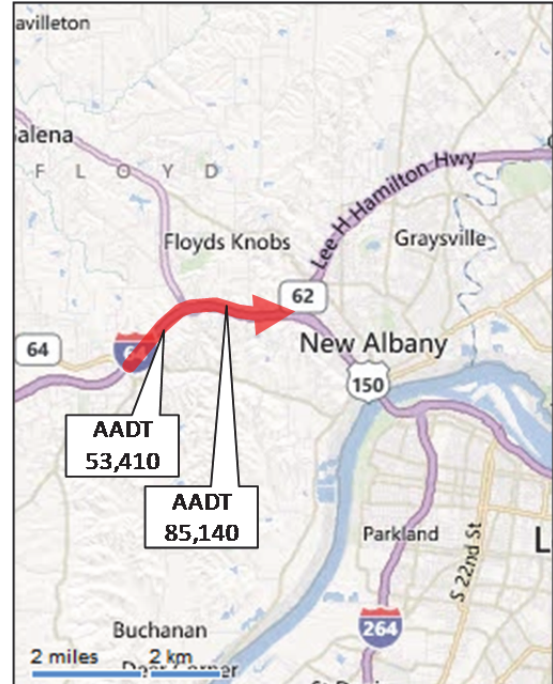 avilleton
alena
F L O Y D
Lee H Hamilton Hwy
Floyds Knobs
Graysville
62
64
New Albany
150
AADT
53,410
AADT
85,140
Parkland
S 22nd St
L
264
Buchanan
2 miles
2 km